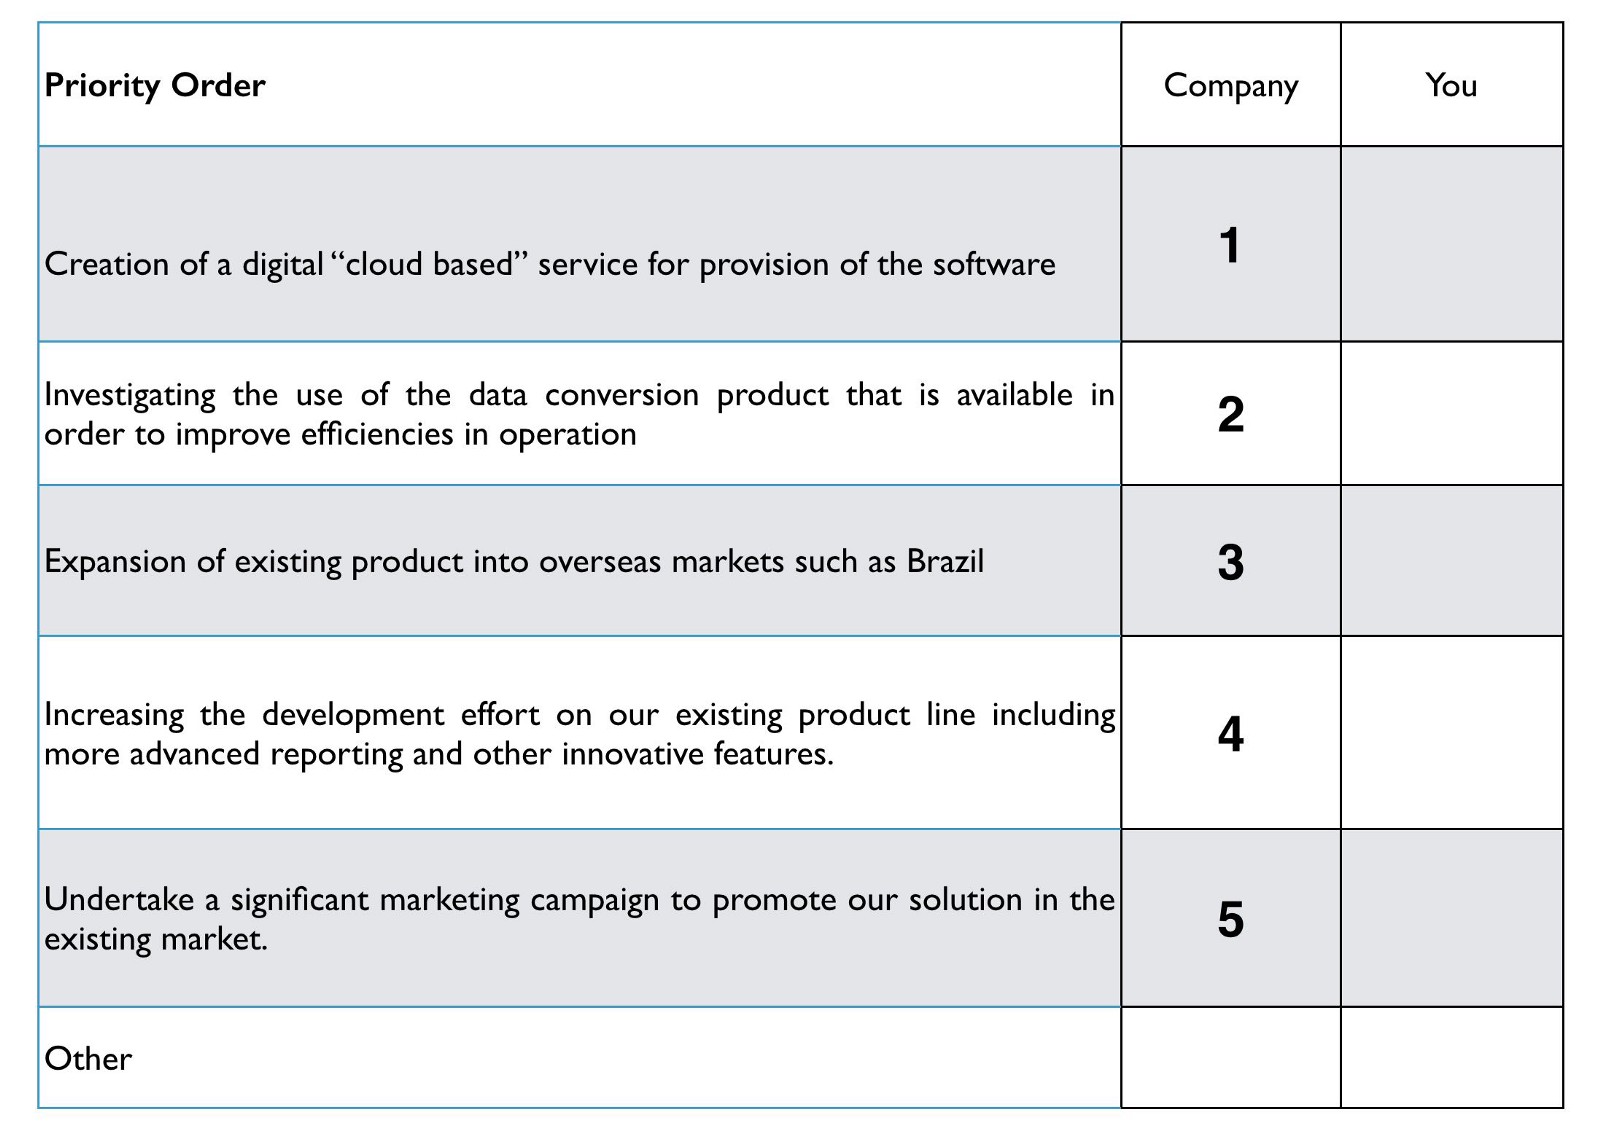 Priority Order Company You
Creation of a digital “cloud based” service for provision of the software 1
Investigating the use of the data conversion product that is available in
order to improve efficiencies in operation
2
Expansion of existing product into overseas markets such as Brazil 3
Increasing the development effort on our existing product line including
more advanced reporting and other innovative features.
4
Undertake a significant marketing campaign to promote our solution in the
existing market.
5
Other